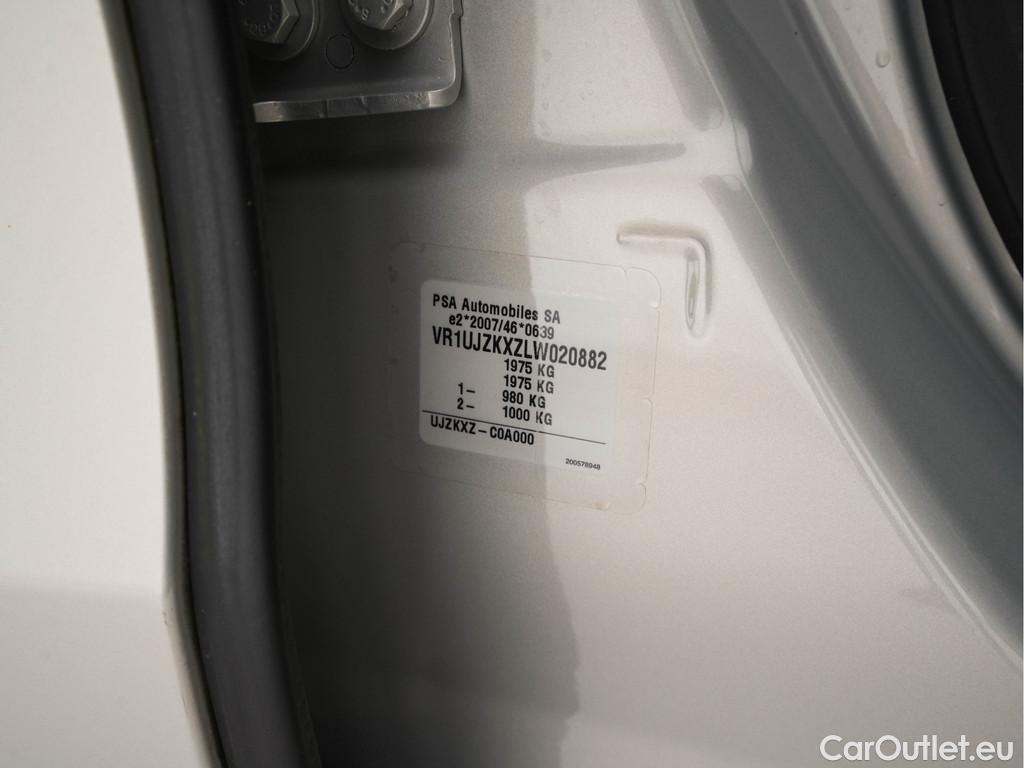 PSA Automobiles SA
e2*2007/46*0639
VR1UJZKXZLW020882
1975 KG
1975 KG
1- 980 KG
2- 1000 KG
UJZKXZ-C0A000
200578948
CarOutlet.eu